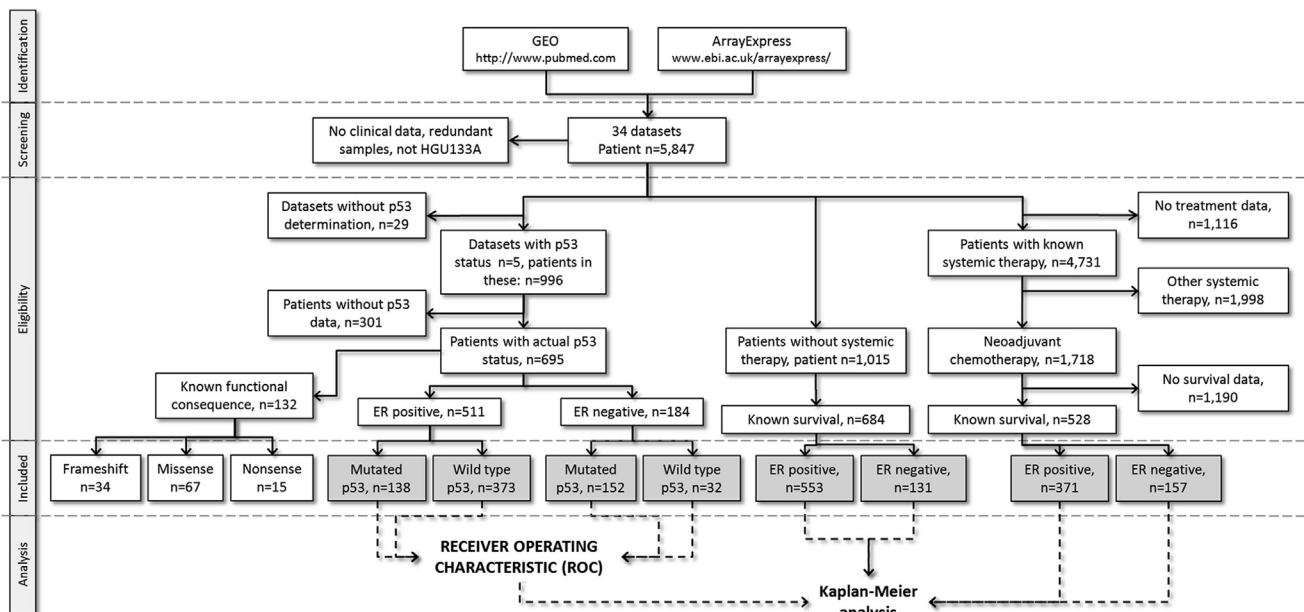 Identification
GEO
http://www.pubmed.com
ArrayExpress
www.ebi.ac.uk/arrayexpress/
Screening
No clinical data, redundant
samples, not HGU133A
34 datasets
Patient n=5,847
Eligibility
Datasets without p53
determination, n=29
No treatment data,
n=1,116
Datasets with p53
status n=5, patients in
these: n=996
Patients with known
systemic therapy, n=4,731
Other systemic
therapy, n=1,998
Patients without p53
data, n=301
Patients with actual p53
status, n=695
Patients without systemic
therapy, patient n=1,015
Neoadjuvant
chemotherapy, n=1,718
Known functional
consequence, n=132
No survival data,
n=1,190
ER positive, n=511
ER negative, n=184
Known survival, n=684
Known survival, n=528
Included
Frameshift
n=34
Missense
n=67
Nonsense
n=15
Mutated
p53, n=138
Wild type
p53, n=373
Mutated
p53, n=152
Wild type
p53, n=32
ER positive,
n=553
ER negative,
n=131
ER positive,
n=371
ER negative,
n=157
Analysis
RECEIVER OPERATING
CHARACTERISTIC (ROC)
Kaplan-Meier
analysis